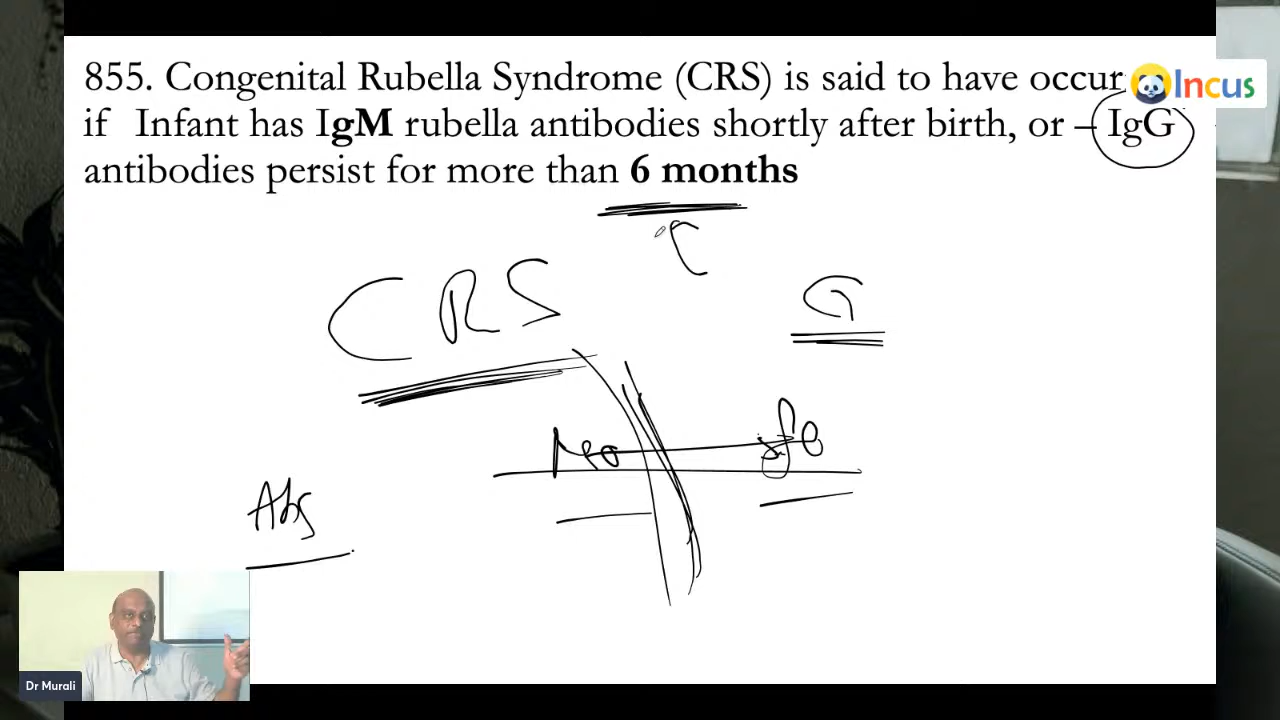 855. Congenital Rubella Syndrome (CRS) is said to have occur
Incus
if Infant has IgM rubella antibodies shortly after birth, or – IgG
antibodies persist for more than 6 months
CRS
G
Abs
Dr Murali